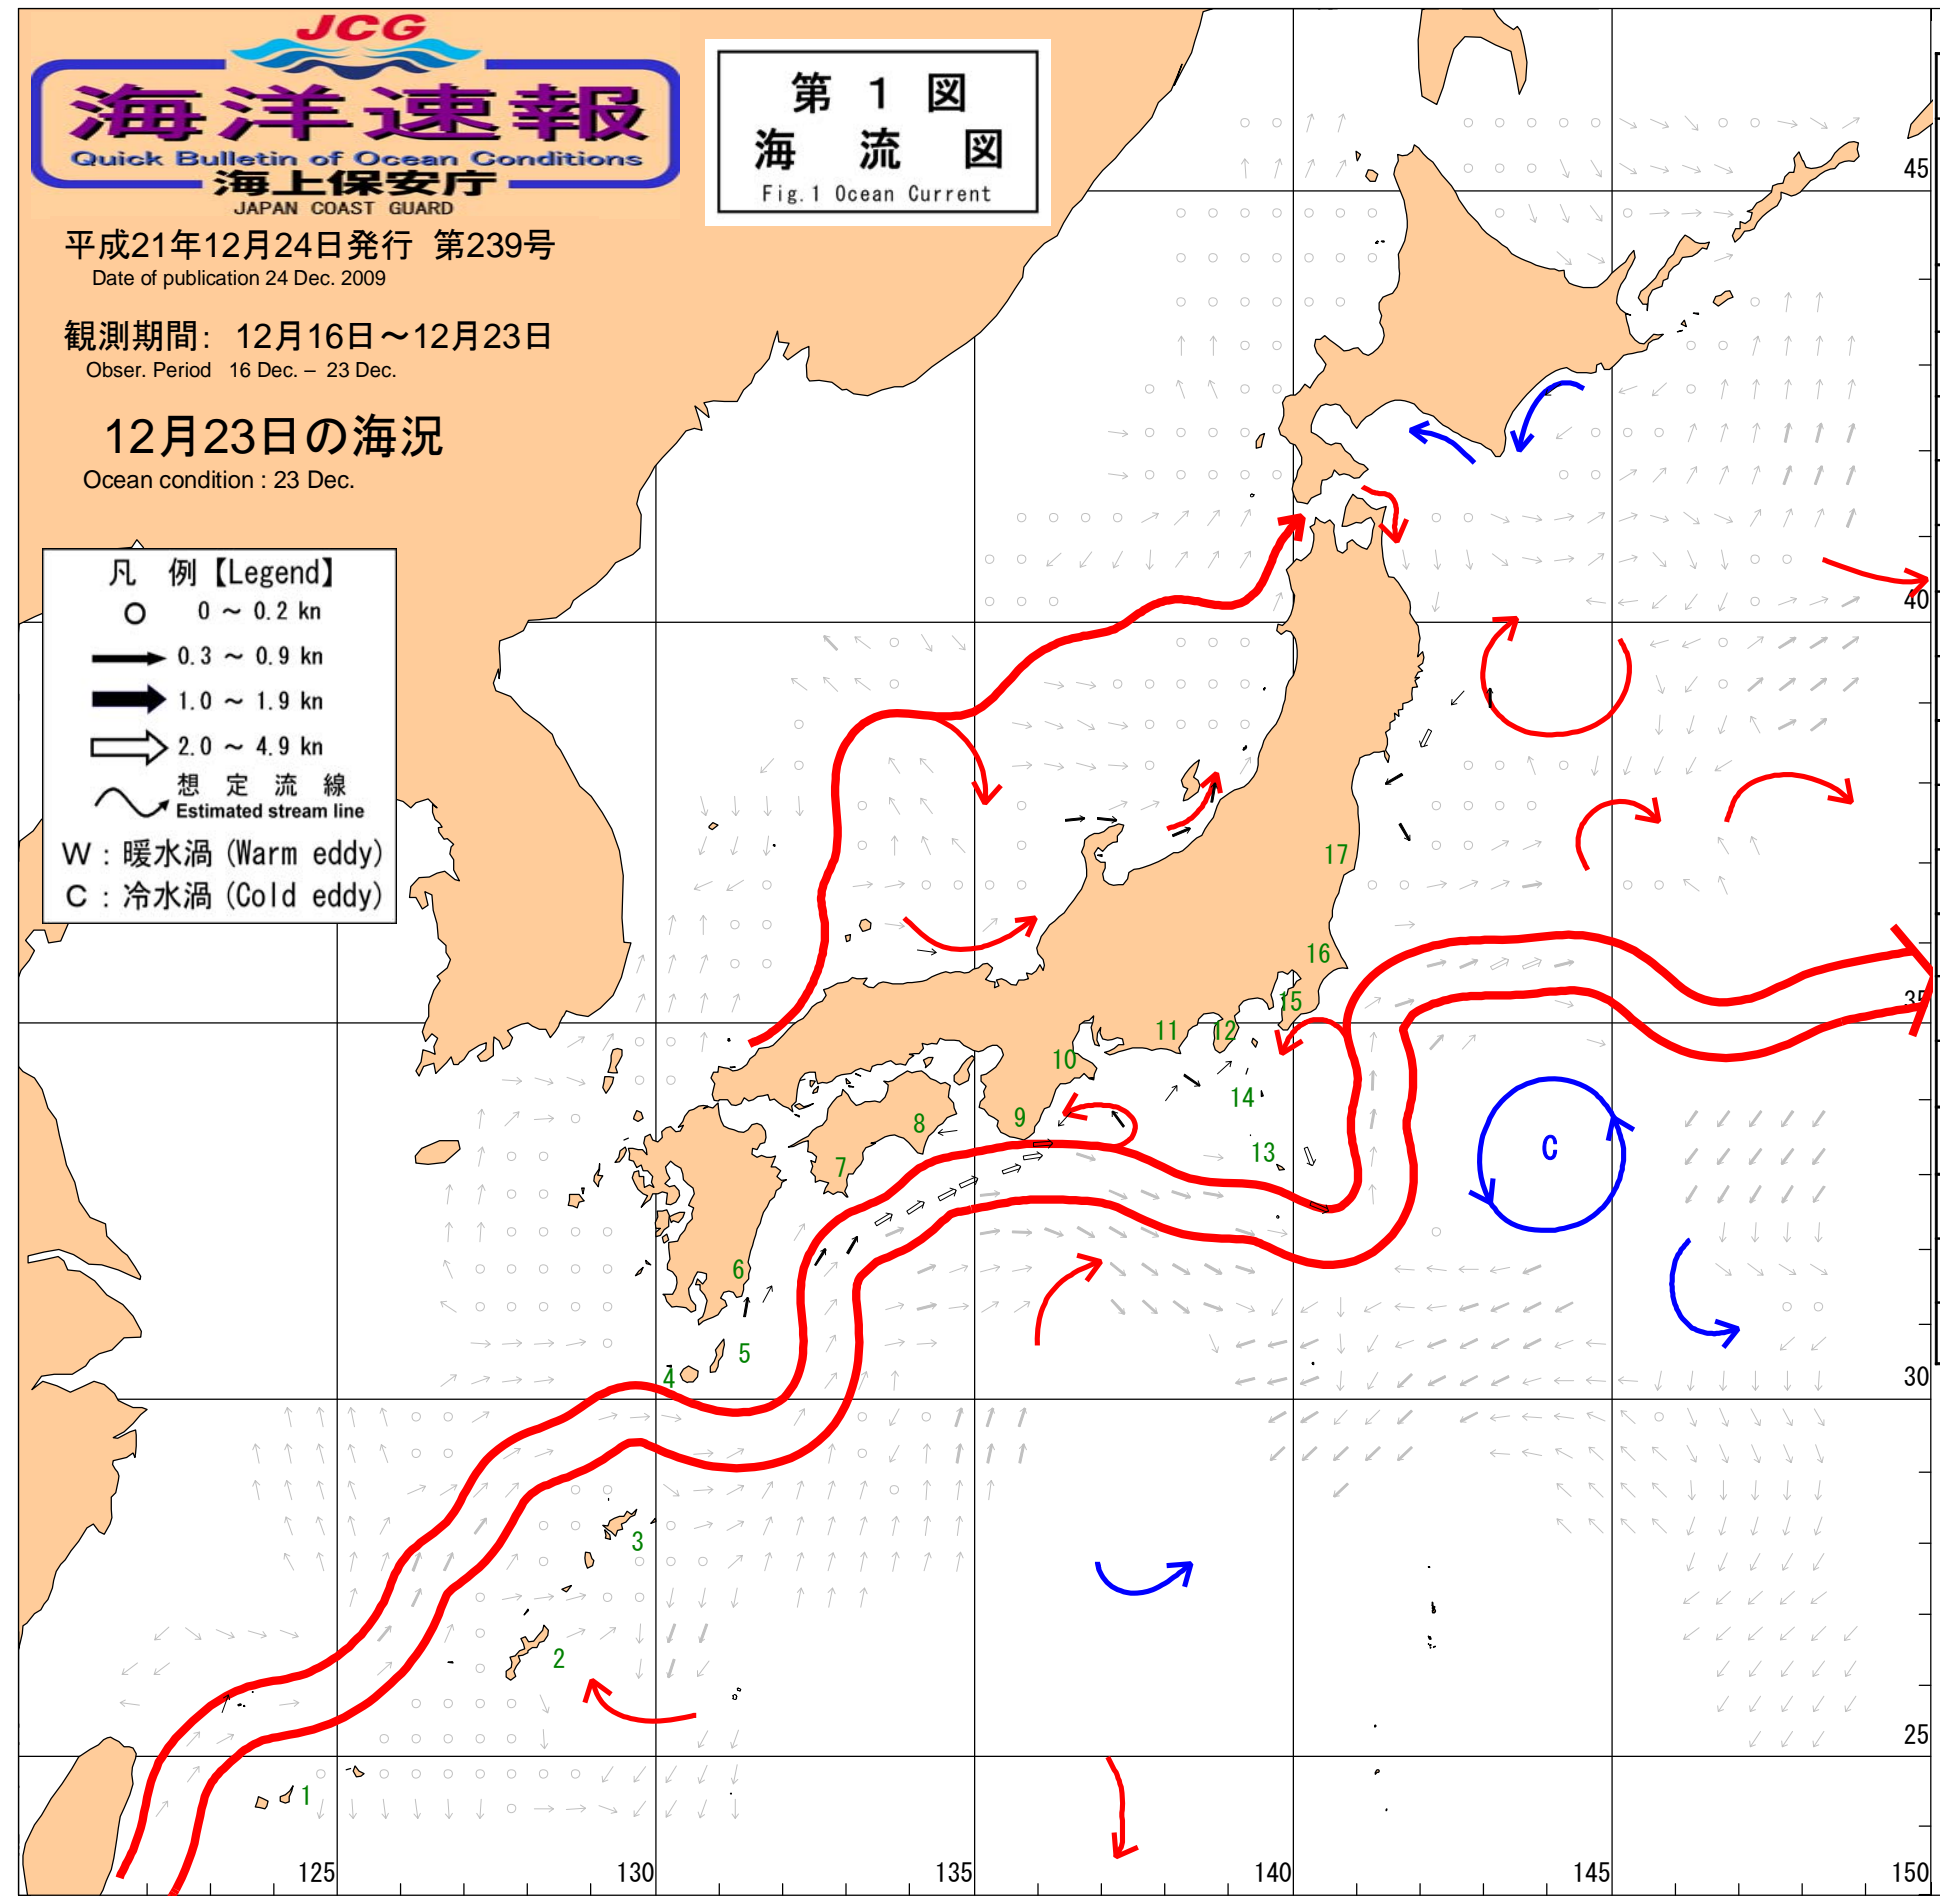 JCG
海洋速報
Quick Bulletin of Ocean Conditions
海上保安庁
JAPAN COAST GUARD
第 1 図
海 流 図
Fig.1 Ocean Current
平成21年12月24日発行 第239号
Date of publication 24 Dec. 2009
観測期間: 12月16日～12月23日
Obser. Period 16 Dec. – 23 Dec.
12月23日の海況
Ocean condition : 23 Dec.
凡 例【Legend】
0 ～ 0.2 kn
0.3 ～ 0.9 kn
1.0 ～ 1.9 kn
2.0 ～ 4.9 kn
想 定 流 線
Estimated stream line
W : 暖水渦 (Warm eddy)
C : 冷水渦 (Cold eddy)
45
40
17
16
35
15
12
11
10
14
9
8
13
C
7
6
5
4
30
3
2
25
1
125
130
135
140
145
150